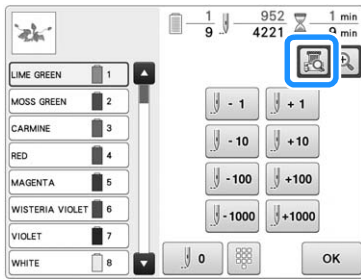 1 952 1 min
9 4221 9 min
LIME GREEN 1
MOSS GREEN 2
CARMINE 3
RED 4
MAGENTA 5
WISTERIA VIOLET 6
VIOLET 7
WHITE 8
- 1 + 1
- 10 +10
- 100 +100
- 1000 +1000
0 OK